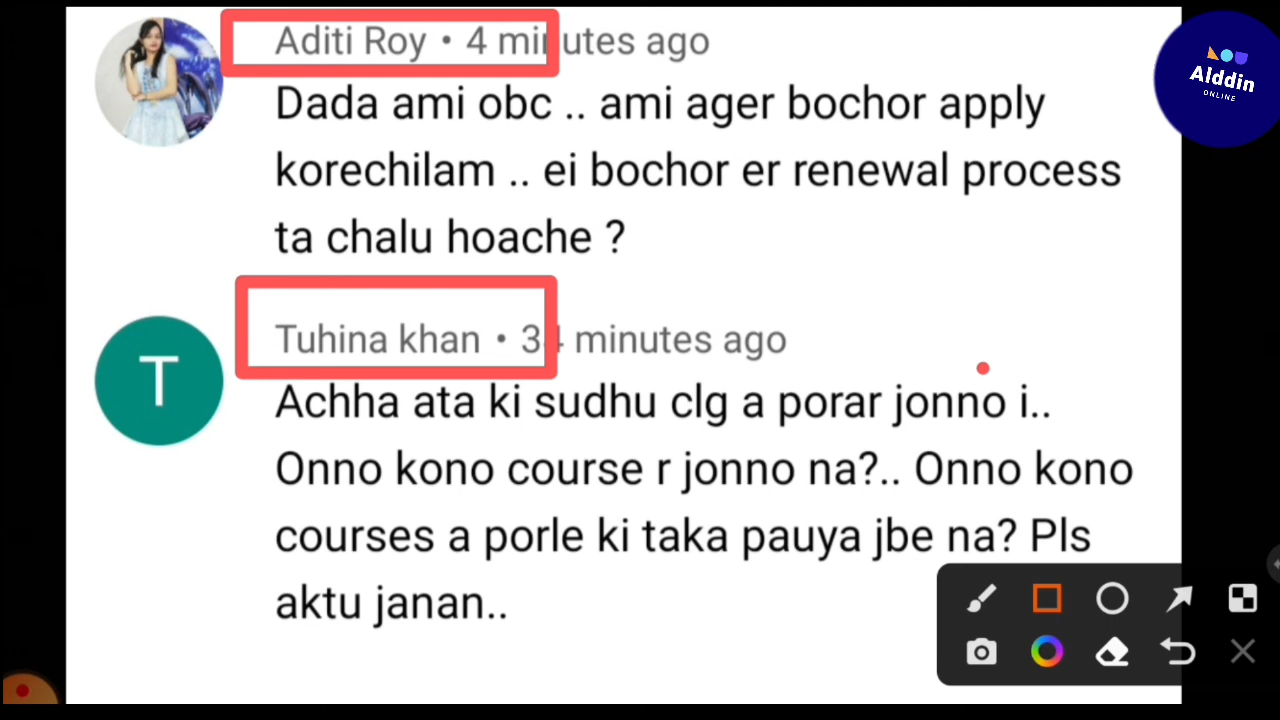 Aditi Roy • 4 minutes ago
Dada ami obc .. ami ager bochor apply
korechilam .. ei bochor er renewal process
ta chalu hoache ?
T
Tuhina khan • 34 minutes ago
Achha ata ki sudhu clg a porar jonno i..
Onno kono course r jonno na?.. Onno kono
courses a porle ki taka pauya jbe na? Pls
aktu janan..
Alddin
ONLINE